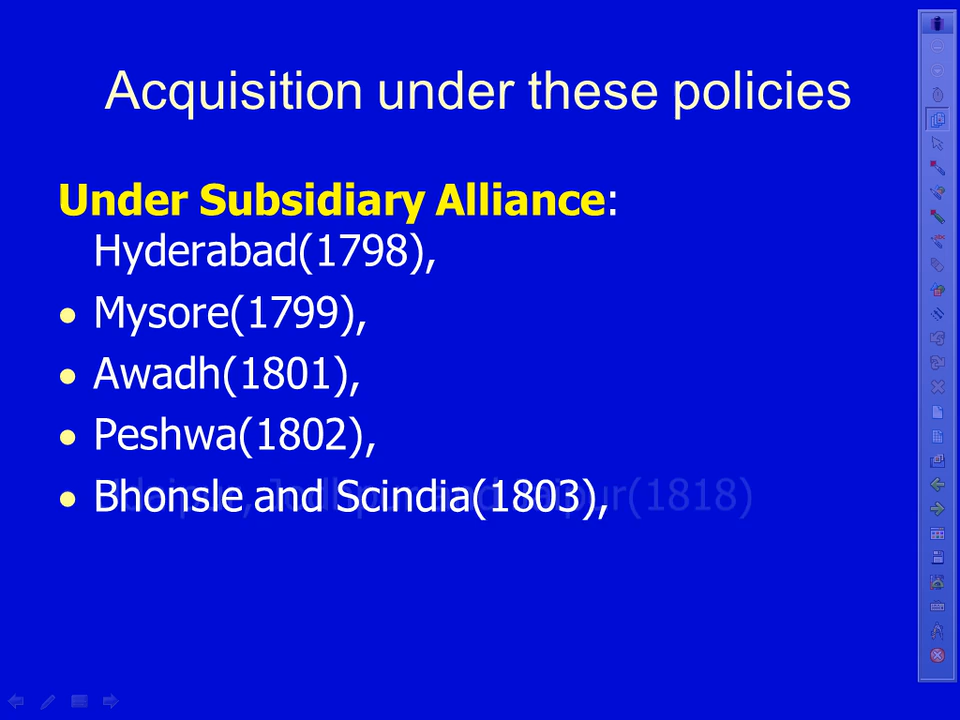 Acquisition under these policies
Under Subsidiary Alliance:
Hyderabad(1798),
• Mysore(1799),
• Awadh(1801),
• Peshwa(1802),
• Bhonsle and Scindia(1803),
(1818)